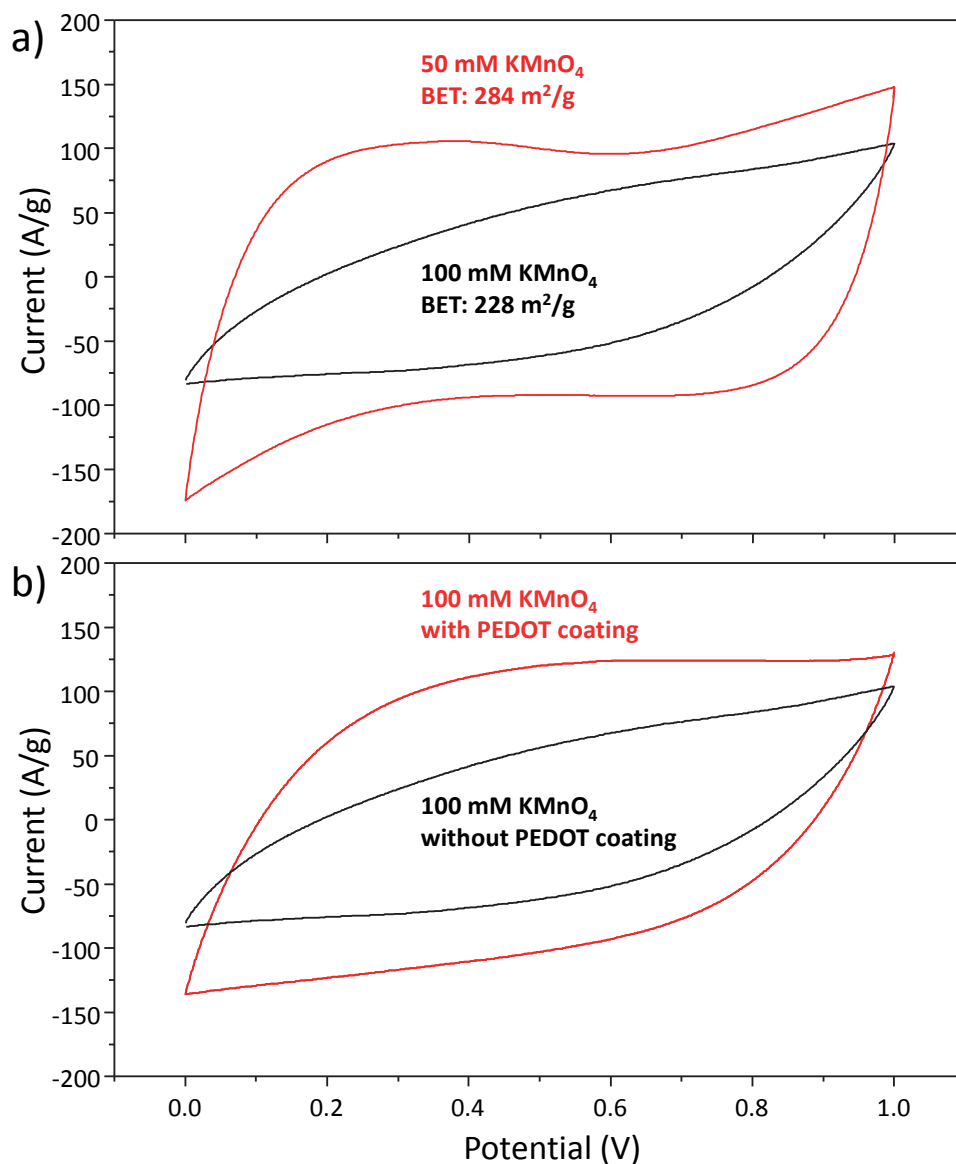 a)
200
150
100
50
0
-50
-100
-150
-200
Current (A/g)
50 mM KMnO₄
BET: 284 m²/g
100 mM KMnO₄
BET: 228 m²/g
b)
200
150
100
50
0
-50
-100
-150
-200
Current (A/g)
100 mM KMnO₄
with PEDOT coating
100 mM KMnO₄
without PEDOT coating
0.0 0.2 0.4 0.6 0.8 1.0
Potential (V)